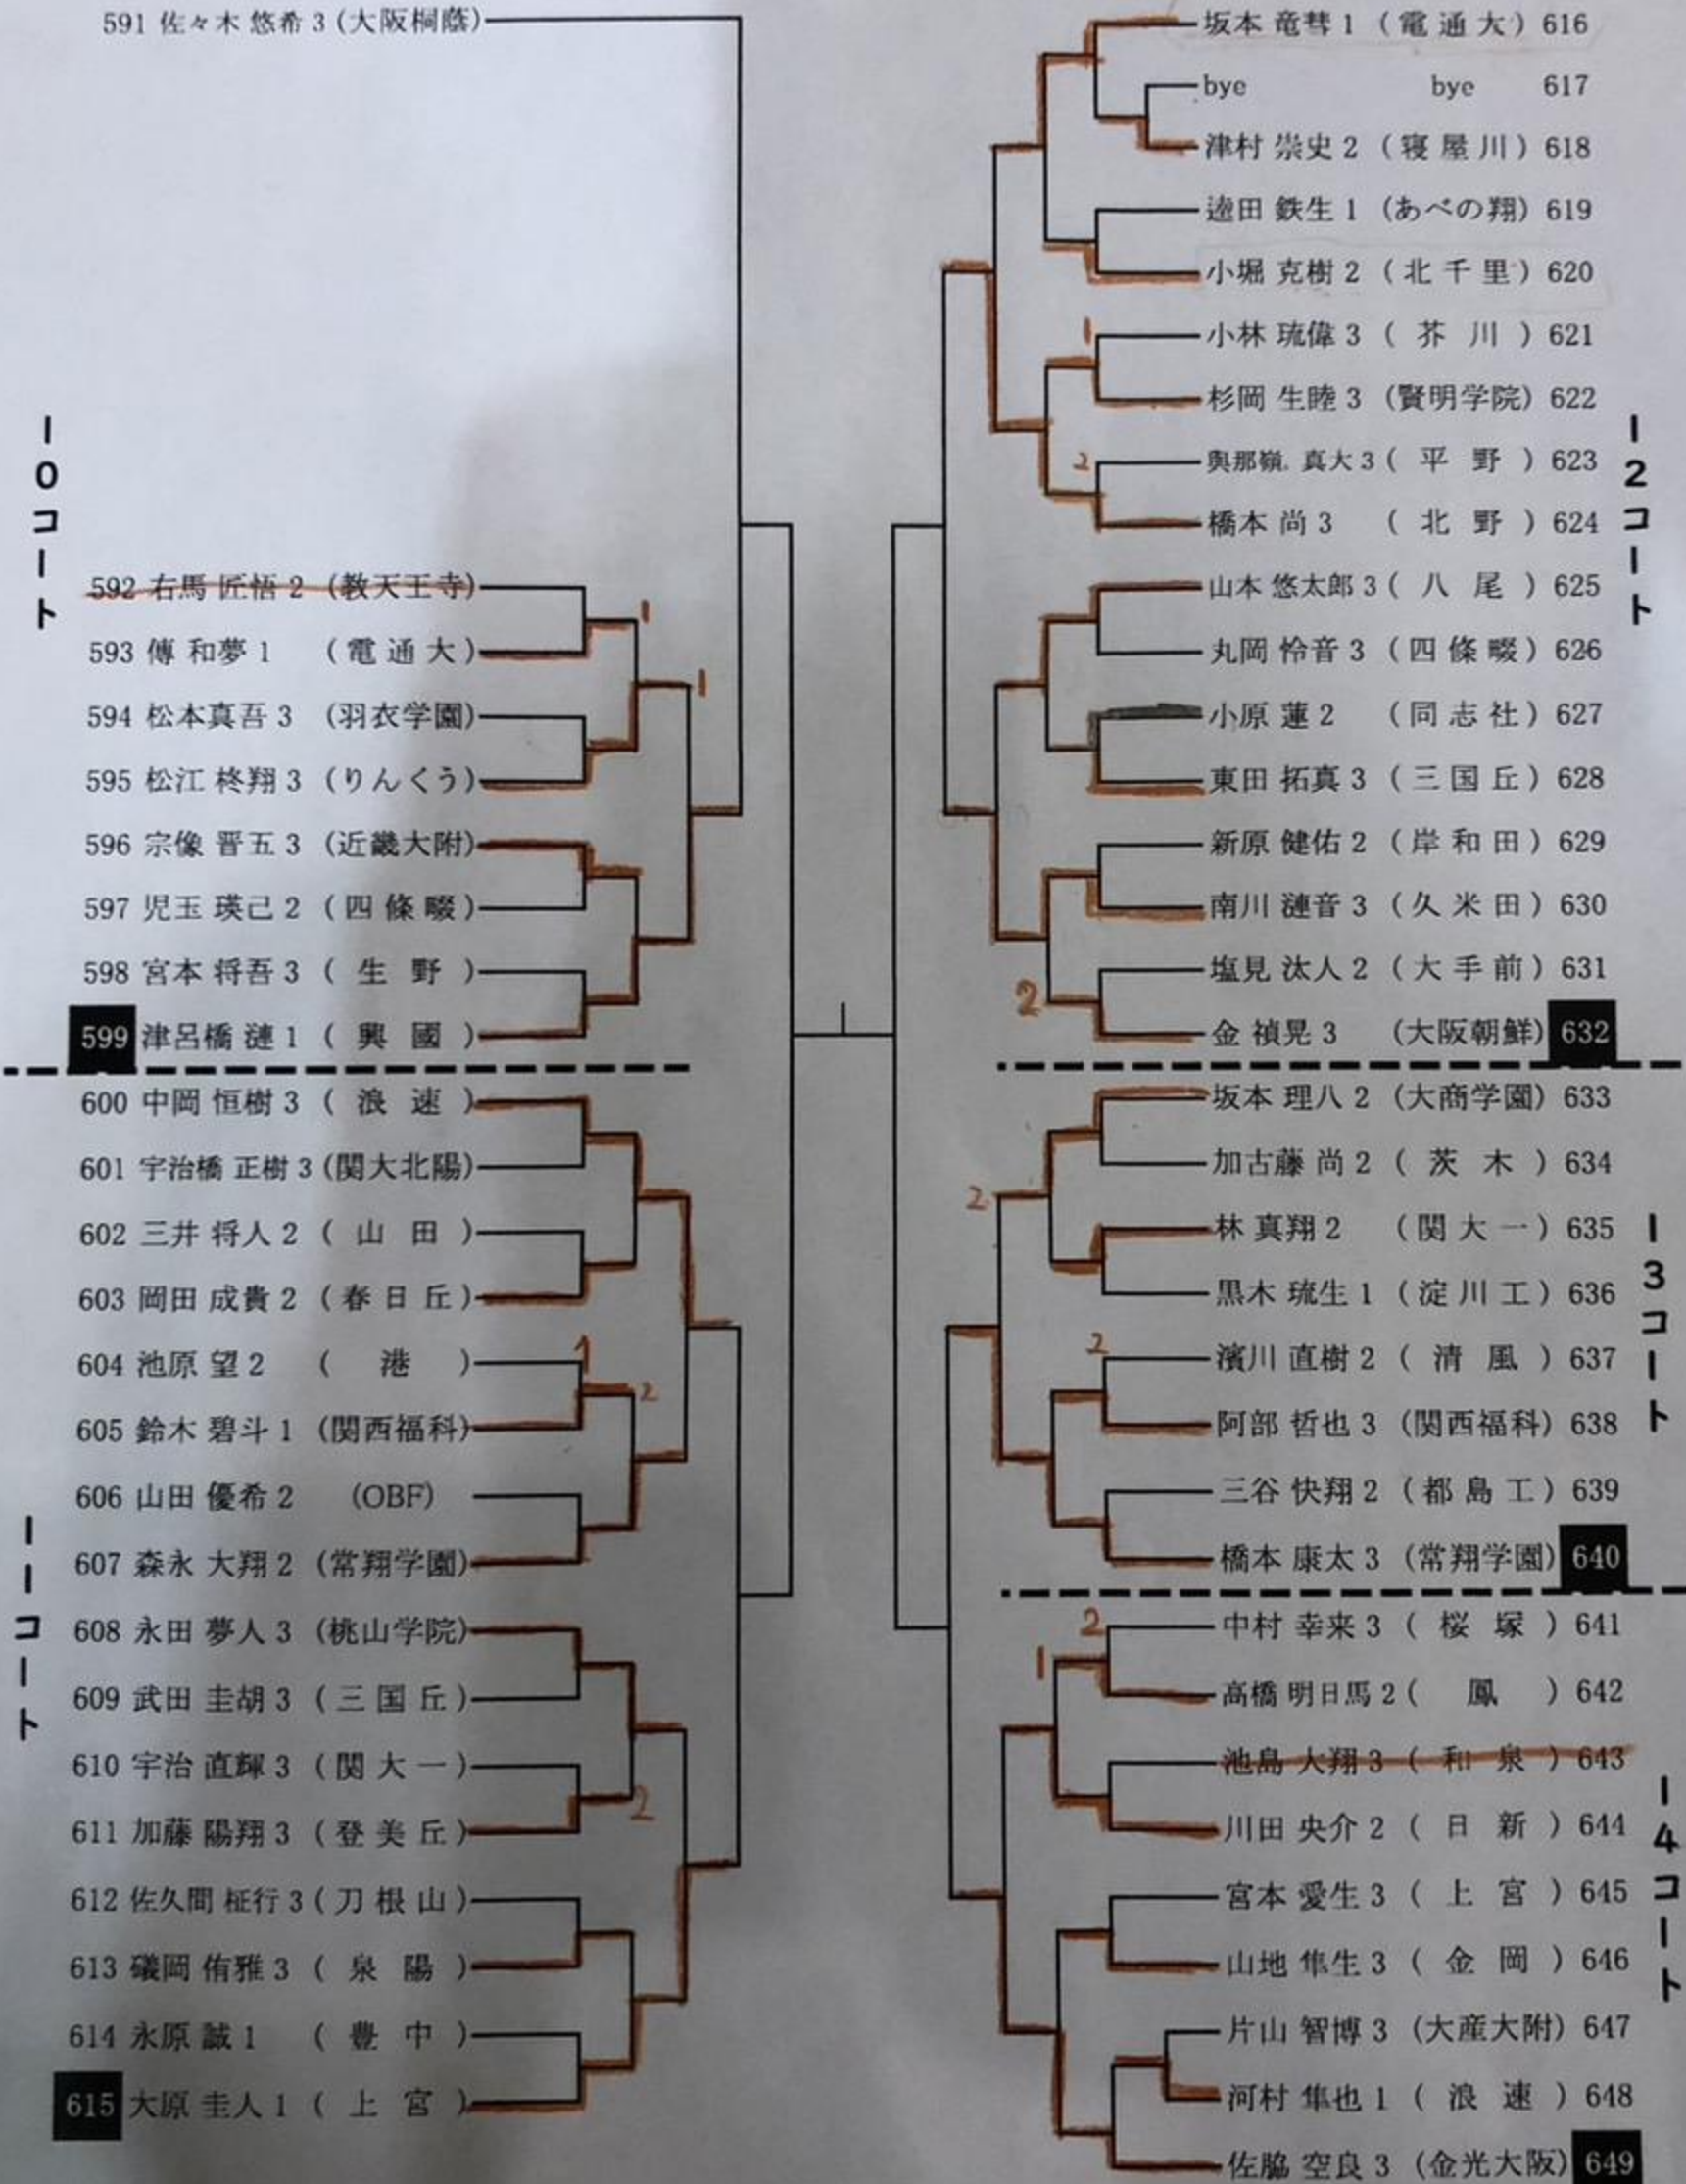 591 佐々木 悠希 3 (大阪桐蔭)
10コート
592 右馬 匠悟 2 (教天王寺)
1
593 傳 和夢 1 (電通大)
1
594 松本真吾 3 (羽衣学園)
595 松江 柊翔 3 (りんくう)
596 宗像 晋五 3 (近畿大附)
597 児玉 瑛己 2 (四條畷)
598 宮本 将吾 3 (生野)
599 津呂橋 漣 1 (興國)
600 中岡 恒樹 3 (浪速)
601 宇治橋 正樹 3 (関大北陽)
602 三井 将人 2 (山田)
603 岡田 成貴 2 (春日丘)
604 池原 望 2 (港)
1
2
605 鈴木 碧斗 1 (関西福科)
606 山田 優希 2 (OBF)
11コート
607 森永 大翔 2 (常翔学園)
608 永田 夢人 3 (桃山学院)
609 武田 圭胡 3 (三国丘)
610 宇治 直輝 3 (関大一)
2
611 加藤 陽翔 3 (登美丘)
612 佐久間 柾行 3 (刀根山)
613 礒岡 侑雅 3 (泉陽)
614 永原 誠 1 (豊中)
615 大原 圭人 1 (上宮)
坂本 竜彗 1 (電通大) 616
bye bye 617
津村 崇史 2 (寝屋川) 618
逵田 鉄生 1 (あべの翔) 619
小堀 克樹 2 (北千里) 620
1
小林 琉偉 3 (芥川) 621
杉岡 生睦 3 (賢明学院) 622
12コート
2
與那嶺 真大 3 (平野) 623
橋本 尚 3 (北野) 624
山本 悠太郎 3 (八尾) 625
丸岡 怜音 3 (四條畷) 626
小原 蓮 2 (同志社) 627
東田 拓真 3 (三国丘) 628
新原 健佑 2 (岸和田) 629
南川 漣音 3 (久米田) 630
塩見 汰人 2 (大手前) 631
2
金 禎晃 3 (大阪朝鮮) 632
坂本 理八 2 (大商学園) 633
加古藤 尚 2 (茨木) 634
2
林 真翔 2 (関大一) 635
13コート
黒木 琉生 1 (淀川工) 636
2
濱川 直樹 2 (清風) 637
阿部 哲也 3 (関西福科) 638
三谷 快翔 2 (都島工) 639
橋本 康太 3 (常翔学園) 640
2
中村 幸来 3 (桜塚) 641
1
高橋 明日馬 2 (鳳) 642
池島 大翔 3 (和泉) 643
14コート
川田 央介 2 (日新) 644
宮本 愛生 3 (上宮) 645
山地 隼生 3 (金岡) 646
片山 智博 3 (大産大附) 647
河村 隼也 1 (浪速) 648
佐脇 空良 3 (金光大阪) 649